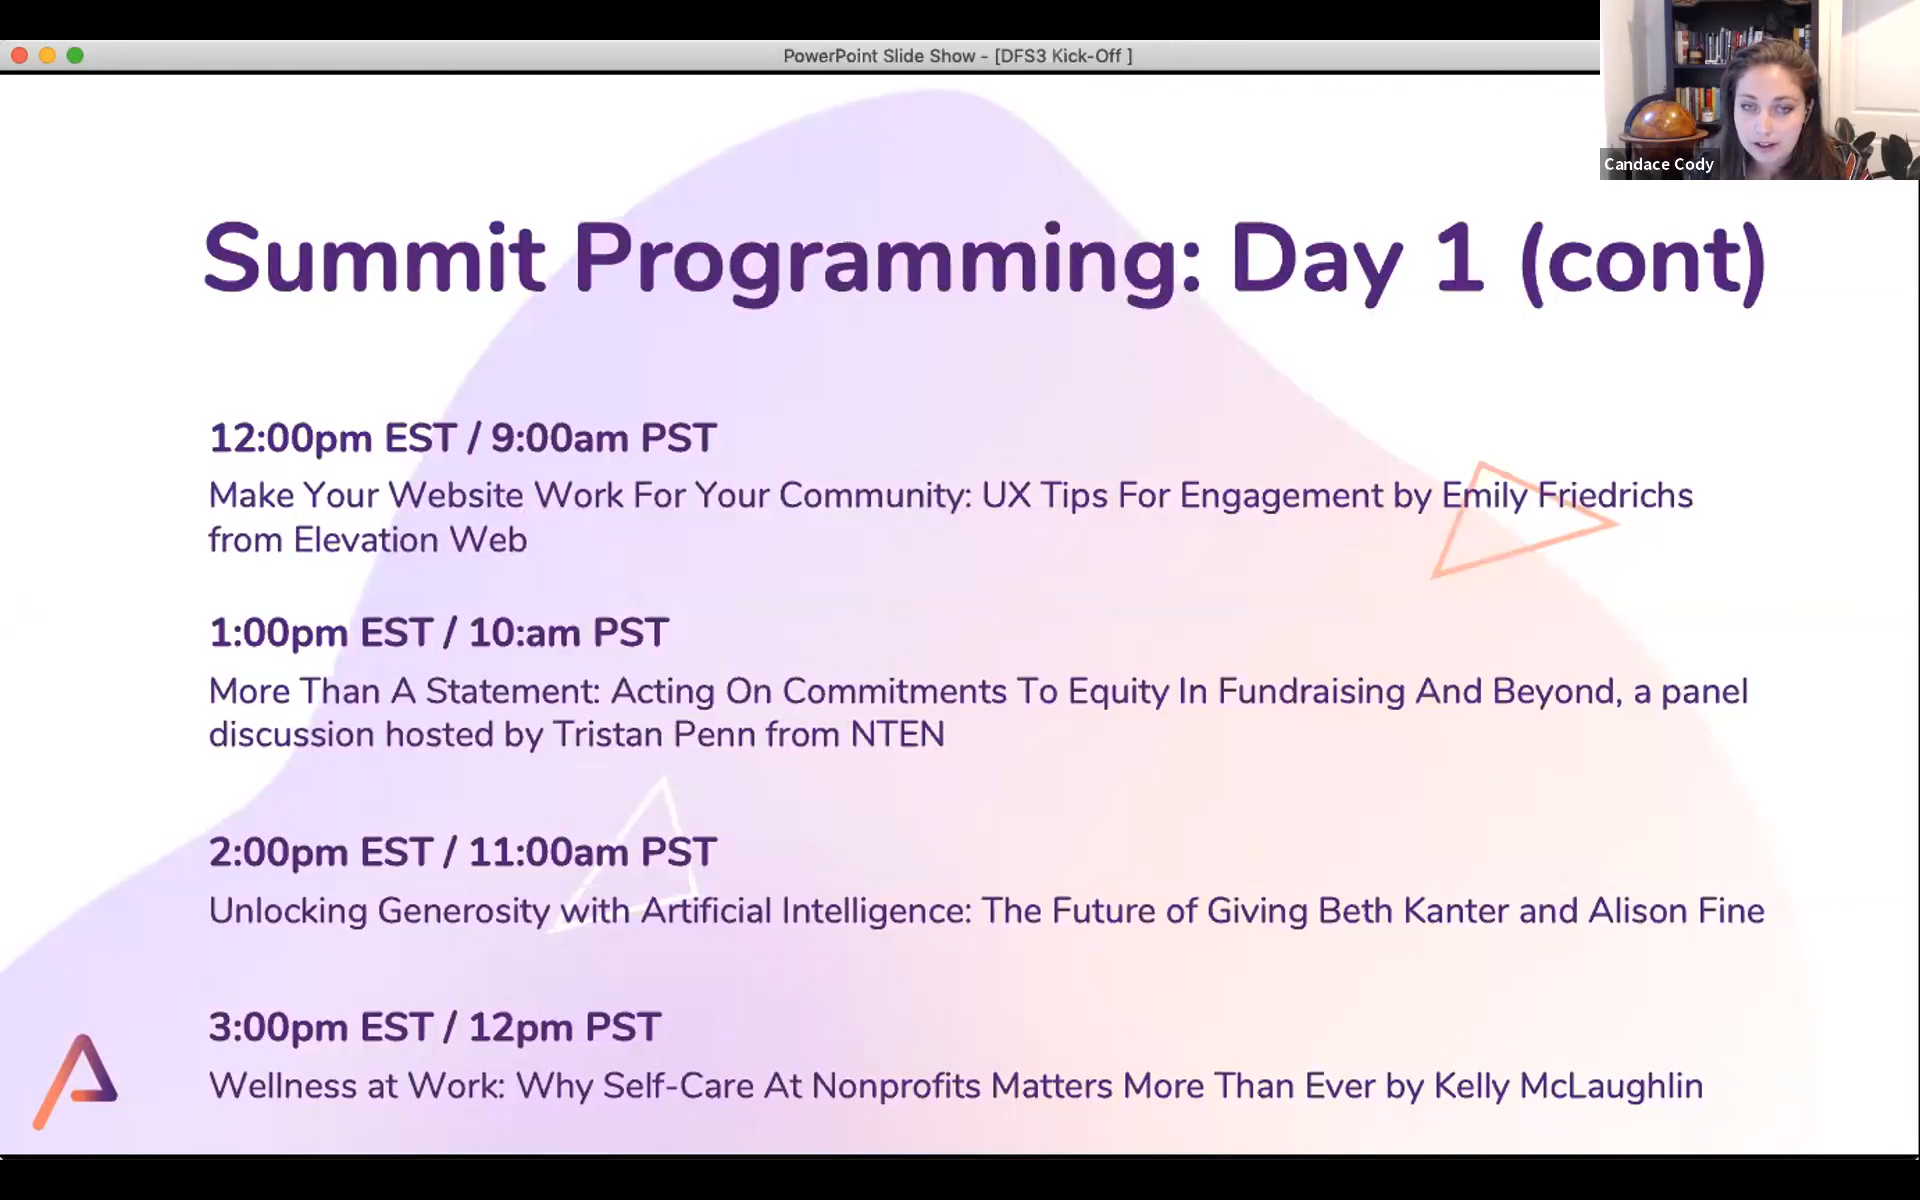 PowerPoint Slide Show - [DFS3 Kick-Off ]
Candace Cody
Summit Programming: Day 1 (cont)
12:00pm EST / 9:00am PST
Make Your Website Work For Your Community: UX Tips For Engagement by Emily Friedrichs
from Elevation Web
1:00pm EST / 10:am PST
More Than A Statement: Acting On Commitments To Equity In Fundraising And Beyond, a panel
discussion hosted by Tristan Penn from NTEN
2:00pm EST / 11:00am PST
Unlocking Generosity with Artificial Intelligence: The Future of Giving Beth Kanter and Alison Fine
3:00pm EST / 12pm PST
Wellness at Work: Why Self-Care At Nonprofits Matters More Than Ever by Kelly McLaughlin